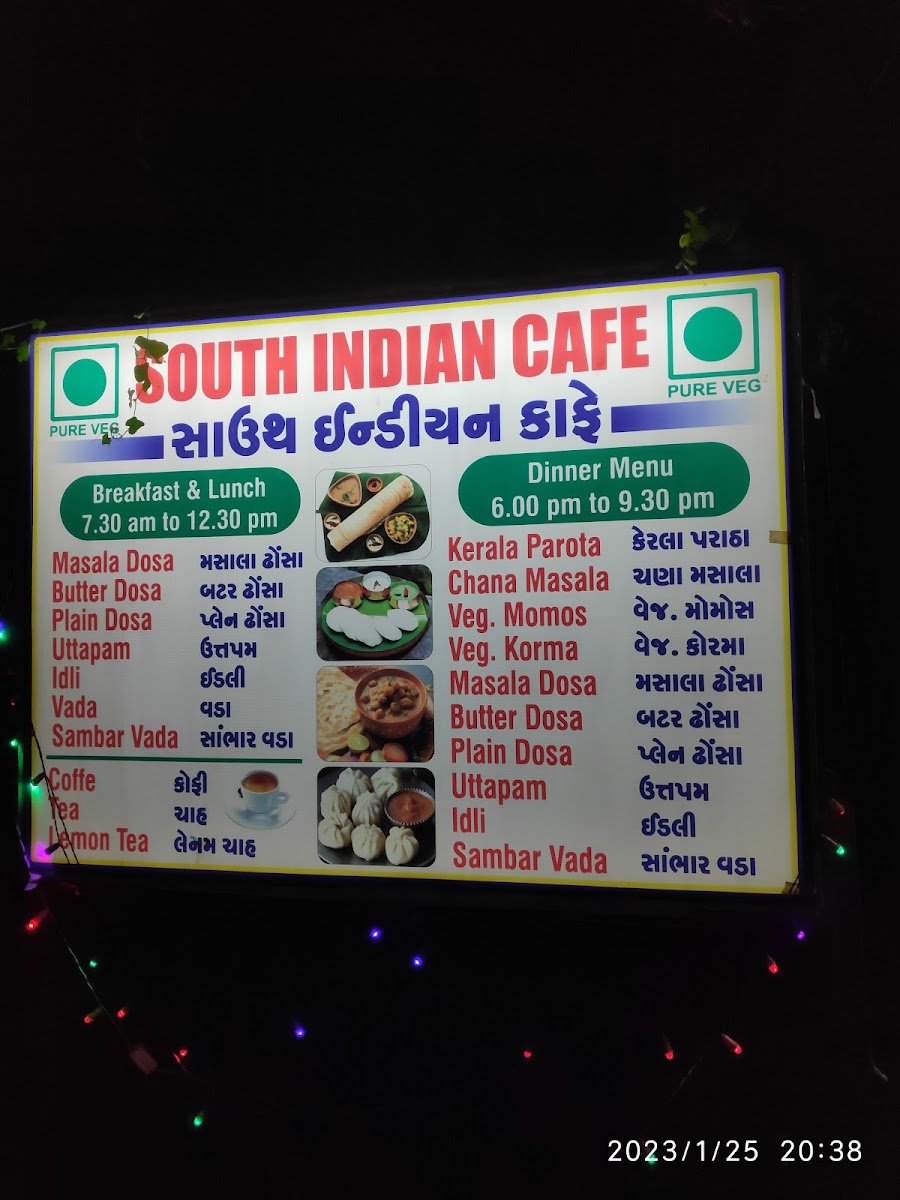 SOUTH INDIAN CAFE
PURE VEG
PURE VEG
સાઉથ ઈન્ડીયન કાફે
Breakfast & Lunch
7.30 am to 12.30 pm
Masala Dosa મસાલા ઢોંસા
Butter Dosa બટર ઢોંસા
Plain Dosa પ્લેન ઢોંસા
Uttapam ઉત્તપમ
Idli ઈડલી
Vada વડા
Sambar Vada સાંભાર વડા
Coffe કોફી
Tea ચાહ
Lemon Tea લેનમ ચાહ
Dinner Menu
6.00 pm to 9.30 pm
Kerala Parota કેરલા પરાઠા
Chana Masala ચણા મસાલા
Veg. Momos વેજ. મોમોસ
Veg. Korma વેજ. કોરમા
Masala Dosa મસાલા ઢોંસા
Butter Dosa બટર ઢોંસા
Plain Dosa પ્લેન ઢોંસા
Uttapam ઉત્તપમ
Idli ઈડલી
Sambar Vada સાંભાર વડા
2023/1/25 20:38